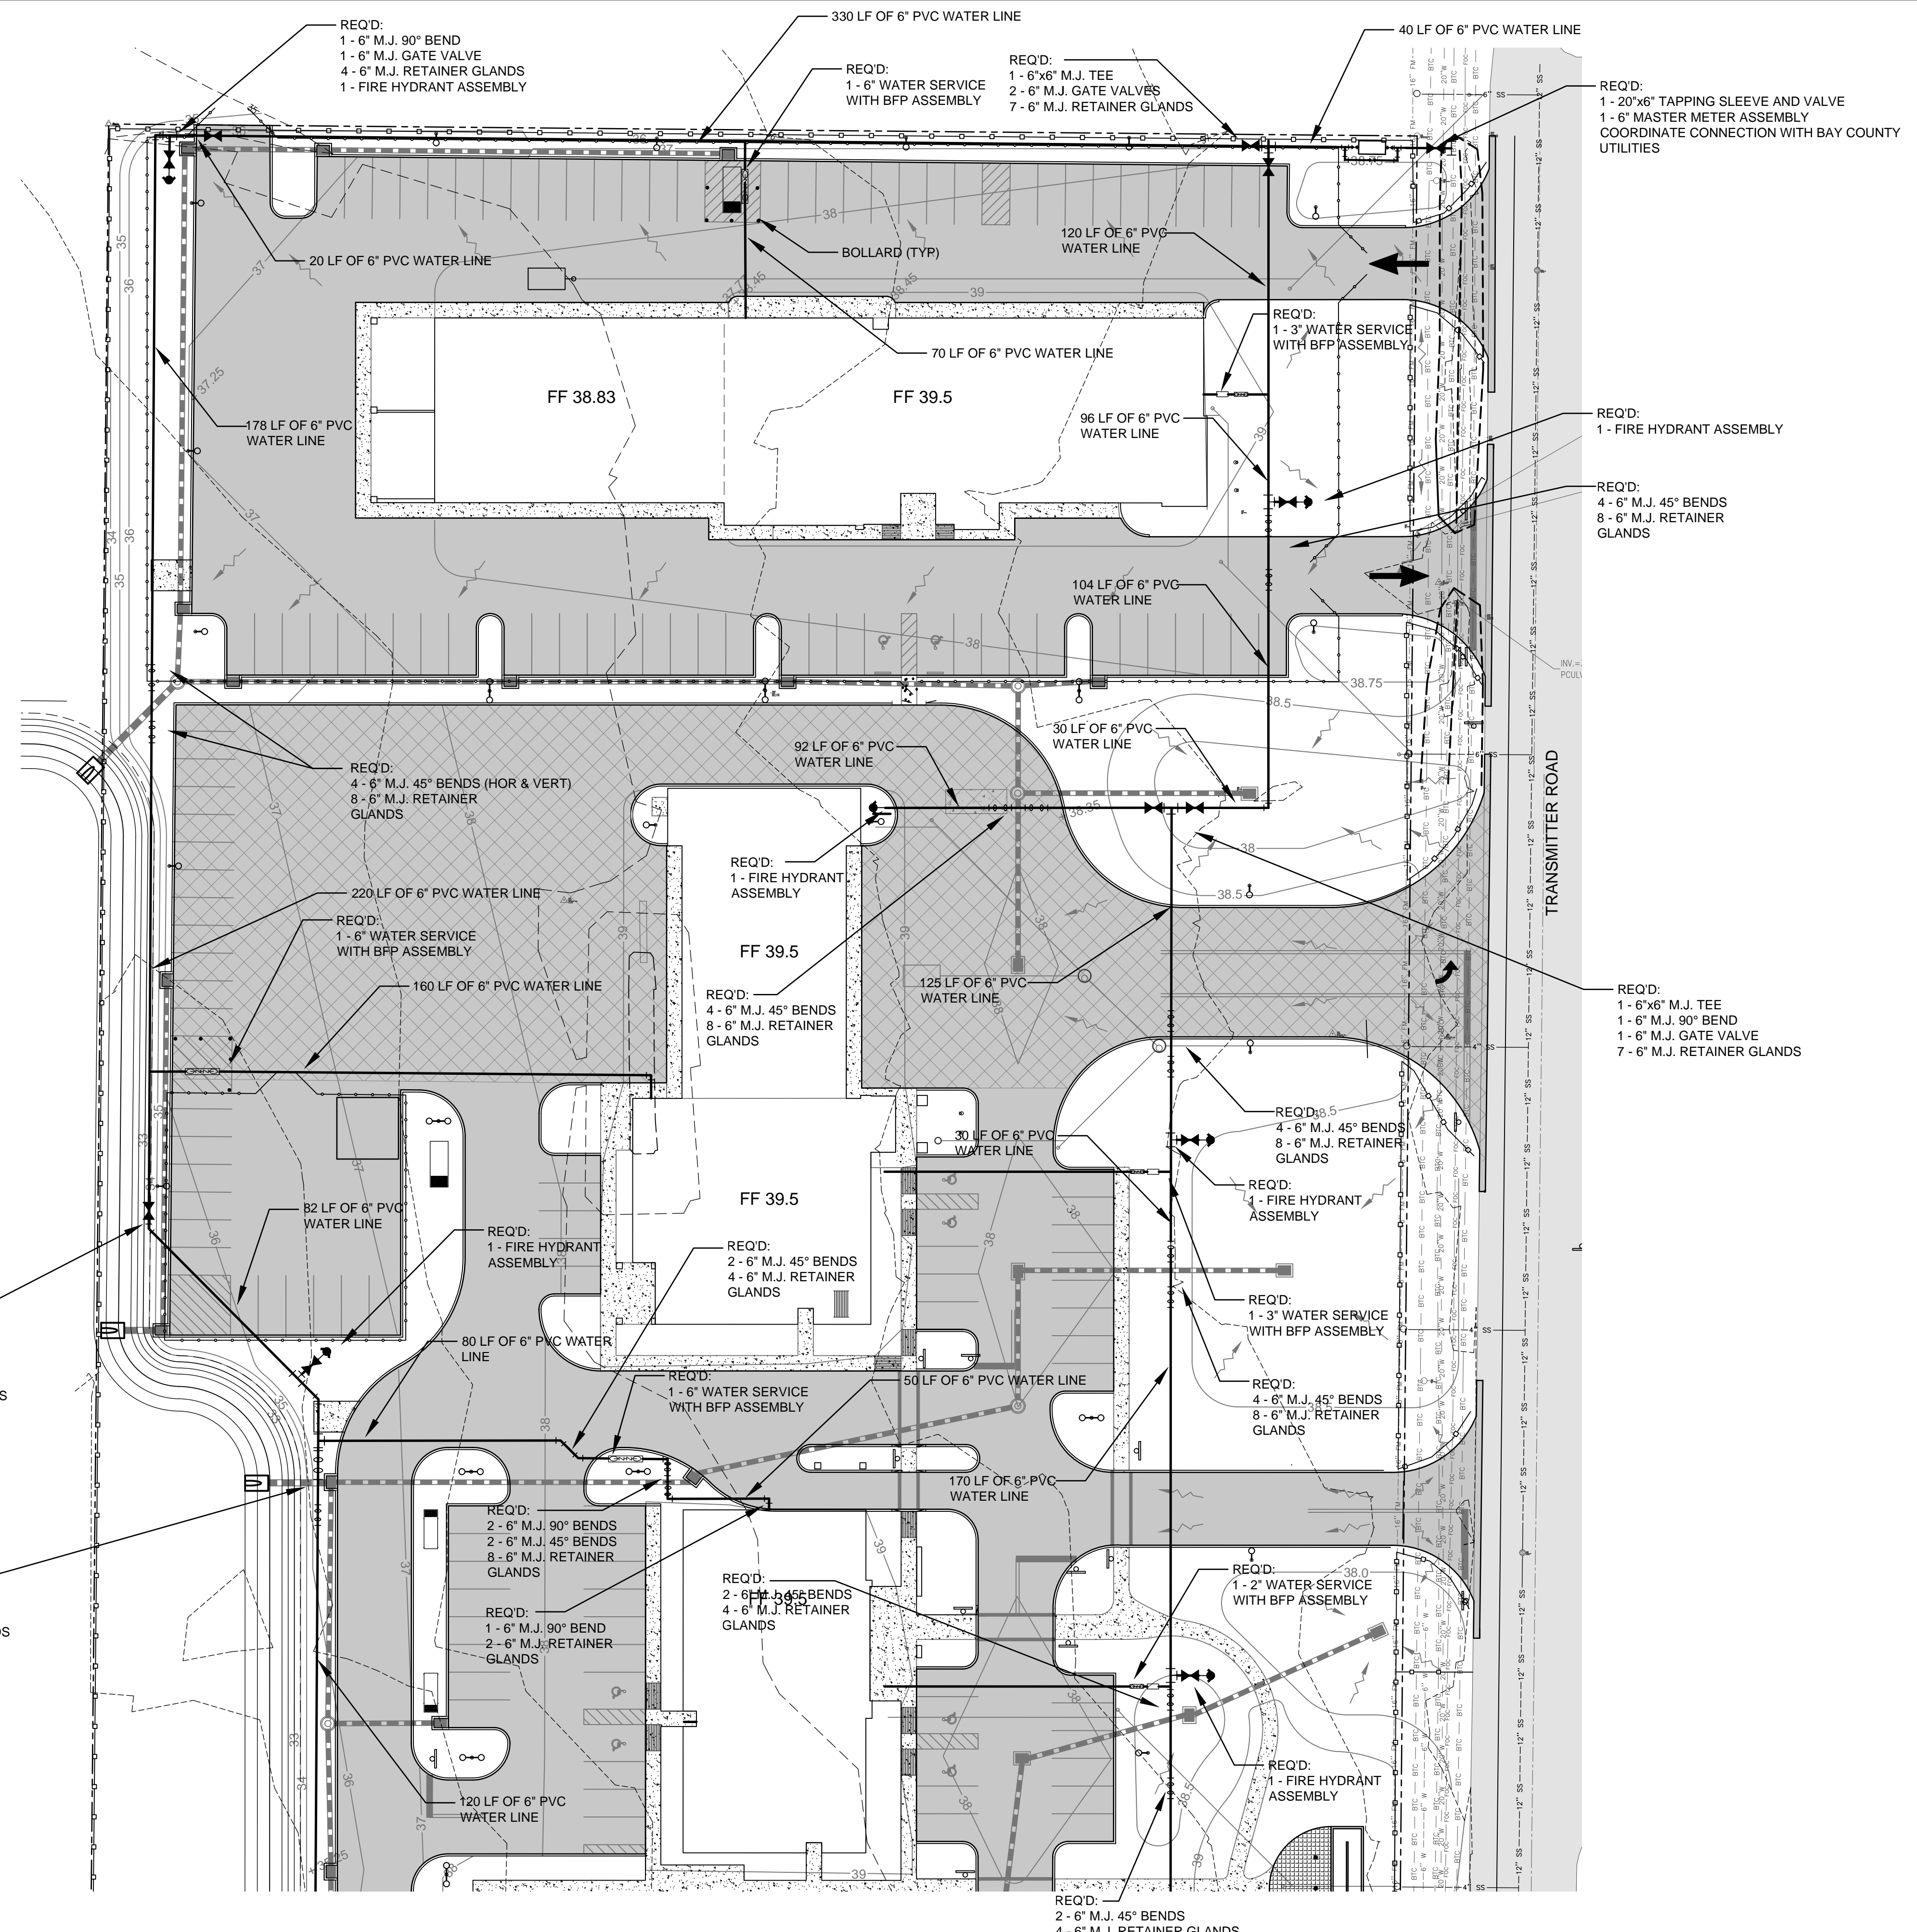 REQ'D:
1 - 6" M.J. 90° BEND
1 - 6" M.J. GATE VALVE
4 - 6" M.J. RETAINER GLANDS
1 - FIRE HYDRANT ASSEMBLY
330 LF OF 6" PVC WATER LINE
REQ'D:
1 - 6" WATER SERVICE
WITH BFP ASSEMBLY
REQ'D:
1 - 6"x6" M.J. TEE
2 - 6" M.J. GATE VALVES
7 - 6" M.J. RETAINER GLANDS
40 LF OF 6" PVC WATER LINE
REQ'D:
1 - 20"x6" TAPPING SLEEVE AND VALVE
1 - 6" MASTER METER ASSEMBLY
COORDINATE CONNECTION WITH BAY COUNTY
UTILITIES
20 LF OF 6" PVC WATER LINE
BOLLARD (TYP)
120 LF OF 6" PVC
WATER LINE
REQ'D:
1 - 3" WATER SERVICE
WITH BFP ASSEMBLY
70 LF OF 6" PVC WATER LINE
FF 38.83
FF 39.5
178 LF OF 6" PVC
WATER LINE
96 LF OF 6" PVC
WATER LINE
REQ'D:
1 - FIRE HYDRANT ASSEMBLY
REQ'D:
4 - 6" M.J. 45° BENDS
8 - 6" M.J. RETAINER
GLANDS
104 LF OF 6" PVC
WATER LINE
30 LF OF 6" PVC
WATER LINE
92 LF OF 6" PVC
WATER LINE
REQ'D:
4 - 6" M.J. 45° BENDS (HOR & VERT)
8 - 6" M.J. RETAINER
GLANDS
TRANSMITTER ROAD
REQ'D:
1 - FIRE HYDRANT
ASSEMBLY
220 LF OF 6" PVC WATER LINE
REQ'D:
1 - 6" WATER SERVICE
WITH BFP ASSEMBLY
FF 39.5
160 LF OF 6" PVC WATER LINE
REQ'D:
4 - 6" M.J. 45° BENDS
8 - 6" M.J. RETAINER
GLANDS
125 LF OF 6" PVC
WATER LINE
REQ'D:
1 - 6"x6" M.J. TEE
1 - 6" M.J. 90° BEND
1 - 6" M.J. GATE VALVE
7 - 6" M.J. RETAINER GLANDS
REQ'D:
4 - 6" M.J. 45° BENDS
8 - 6" M.J. RETAINER
GLANDS
30 LF OF 6" PVC
WATER LINE
REQ'D:
1 - FIRE HYDRANT
ASSEMBLY
FF 39.5
82 LF OF 6" PVC
WATER LINE
REQ'D:
1 - FIRE HYDRANT
ASSEMBLY
REQ'D:
2 - 6" M.J. 45° BENDS
4 - 6" M.J. RETAINER
GLANDS
REQ'D:
1 - 3" WATER SERVICE
WITH BFP ASSEMBLY
80 LF OF 6" PVC WATER
LINE
REQ'D:
1 - 6" WATER SERVICE
WITH BFP ASSEMBLY
50 LF OF 6" PVC WATER LINE
REQ'D:
4 - 6" M.J. 45° BENDS
8 - 6" M.J. RETAINER
GLANDS
170 LF OF 6" PVC
WATER LINE
REQ'D:
2 - 6" M.J. 90° BENDS
2 - 6" M.J. 45° BENDS
8 - 6" M.J. RETAINER
GLANDS
REQ'D:
2 - 6" M.J. 45° BENDS
4 - 6" M.J. RETAINER
GLANDS
FF 39.5
REQ'D:
1 - 2" WATER SERVICE
WITH BFP ASSEMBLY
REQ'D:
1 - 6" M.J. 90° BEND
2 - 6" M.J. RETAINER
GLANDS
REQ'D:
1 - FIRE HYDRANT
ASSEMBLY
120 LF OF 6" PVC
WATER LINE
REQ'D:
2 - 6" M.J. 45° BENDS
4 - 6" M.J. RETAINER GLANDS